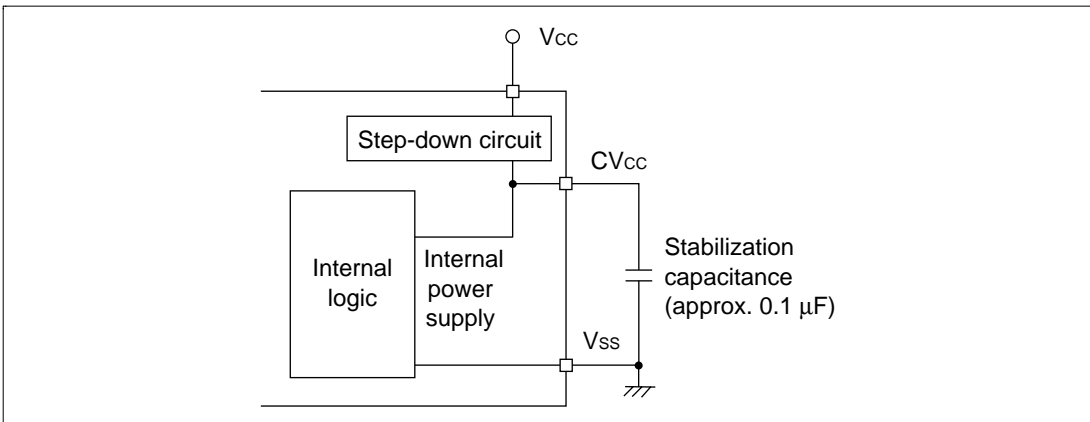 Vcc
Step-down circuit
CVcc
Internal
logic
Internal
power
supply
Stabilization
capacitance
(approx. 0.1 μF)
Vss